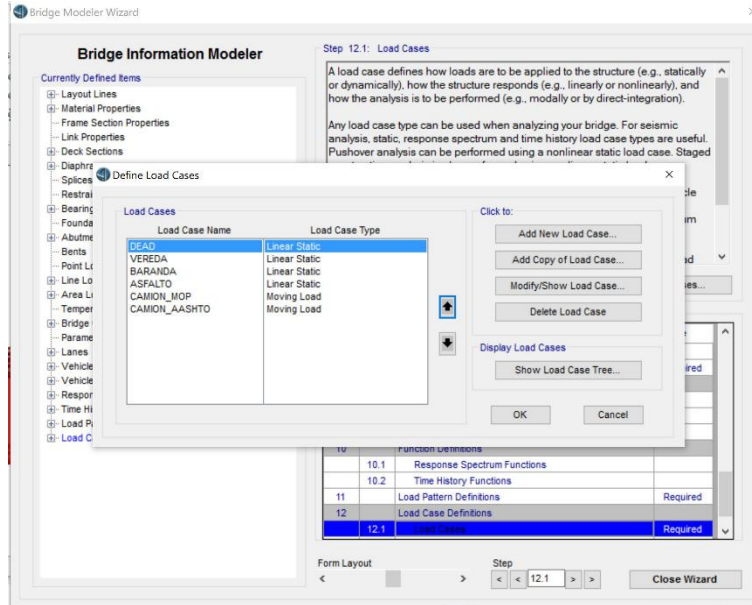 Bridge Modeler Wizard
Bridge Information Modeler
Currently Defined Items
Layout Lines
Material Properties
Frame Section Properties
Link Properties
Deck Sections
Diaphra
Splices
Restrai
Bearing
Founda
Abutme
Bents
Point Lo
Line Lo
Area Lo
Temper
Bridge
Parame
Lanes
Vehicle
Vehicle
Respon
Time Hi
Load Pa
Load C
Step 12.1: Load Cases
A load case defines how loads are to be applied to the structure (e.g., statically
or dynamically), how the structure responds (e.g., linearly or nonlinearly), and
how the analysis is to be performed (e.g., modally or by direct-integration).
Any load case type can be used when analyzing your bridge. For seismic
analysis, static, response spectrum and time history load case types are useful.
Pushover analysis can be performed using a nonlinear static load case. Staged
Define Load Cases
Load Cases
Load Case Name Load Case Type
DEAD Linear Static
VEREDA Linear Static
BARANDA Linear Static
ASFALTO Linear Static
CAMION_MOP Moving Load
CAMION_AASHTO Moving Load
Click to:
Add New Load Case...
Add Copy of Load Case...
Modify/Show Load Case...
Delete Load Case
Display Load Cases
Show Load Case Tree...
OK Cancel
10 Function Definitions
10.1 Response Spectrum Functions
10.2 Time History Functions
11 Load Pattern Definitions Required
12 Load Case Definitions
12.1 Load Cases Required
Form Layout
Step
< < 12.1 > >
Close Wizard